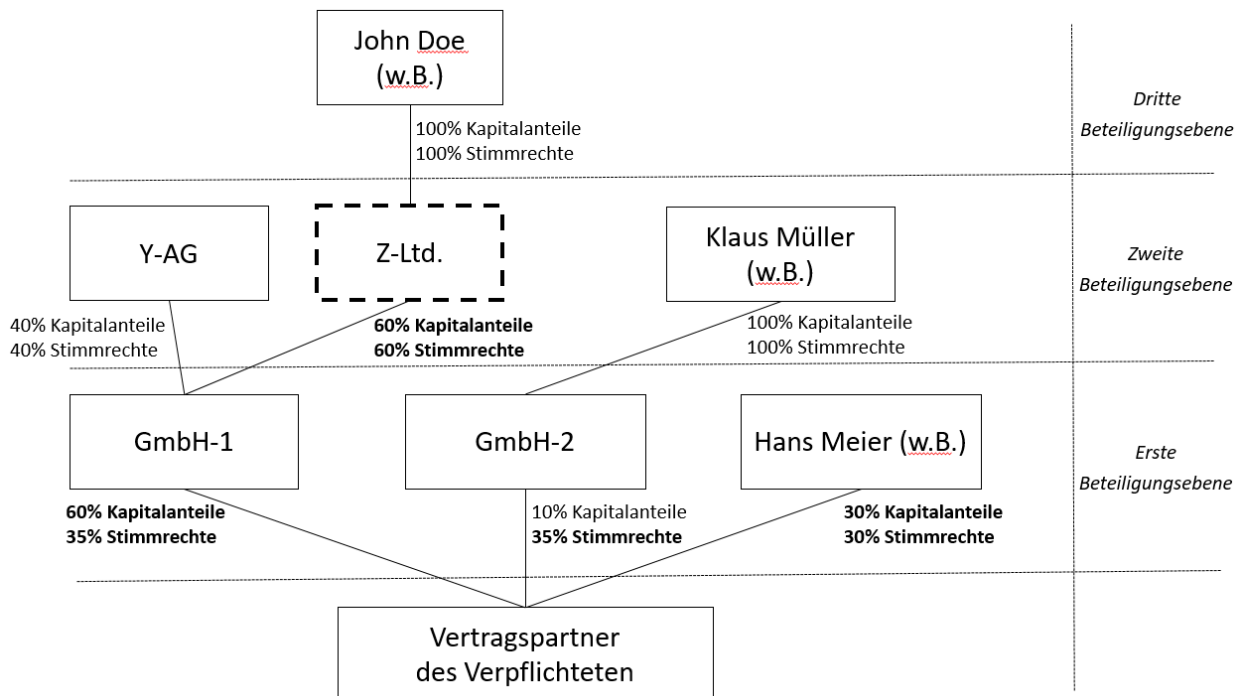 John Doe
(w.B.)
100% Kapitalanteile
100% Stimmrechte
Dritte
Beteiligungsebene
Y-AG
Z-Ltd.
Klaus Müller
(w.B.)
Zweite
Beteiligungsebene
40% Kapitalanteile
40% Stimmrechte
60% Kapitalanteile
60% Stimmrechte
100% Kapitalanteile
100% Stimmrechte
GmbH-1
GmbH-2
Hans Meier (w.B.)
Erste
Beteiligungsebene
60% Kapitalanteile
35% Stimmrechte
10% Kapitalanteile
35% Stimmrechte
30% Kapitalanteile
30% Stimmrechte
Vertragspartner
des Verpflichteten